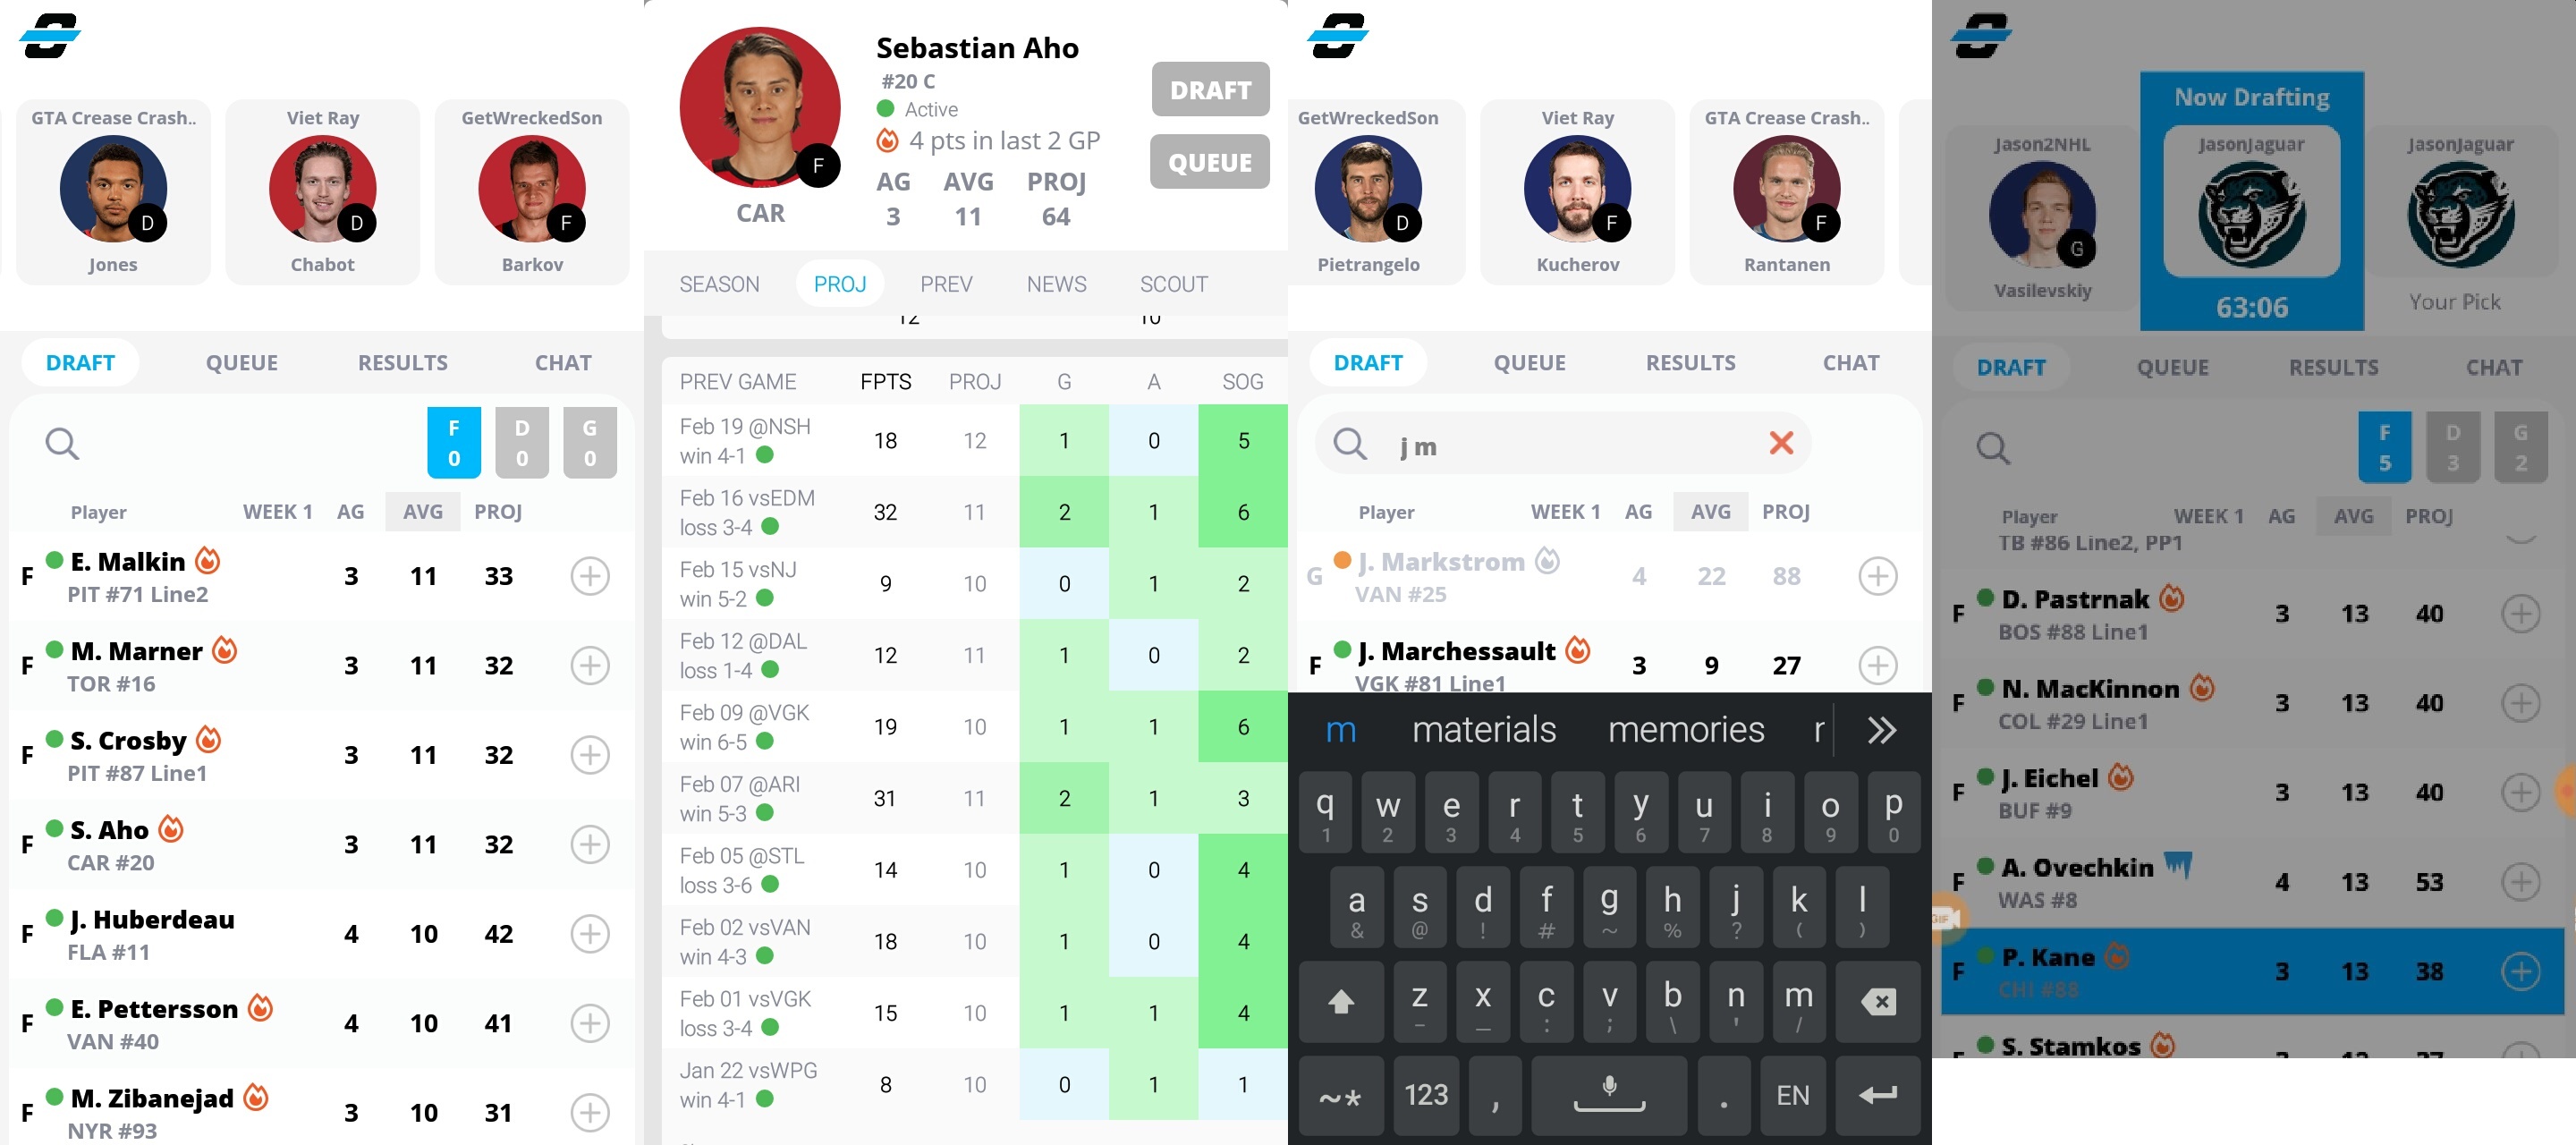 GTA Crease Crash..
Viet Ray
GetWreckedSon
D
D
F
Jones
Chabot
Barkov
DRAFT
QUEUE
RESULTS
CHAT
F
0
D
0
G
0
Player WEEK 1 AG AVG PROJ
F E. Malkin 3 11 33
PIT #71 Line2
F M. Marner 3 11 32
TOR #16
F S. Crosby 3 11 32
PIT #87 Line1
F S. Aho 3 11 32
CAR #20
F J. Huberdeau 4 10 42
FLA #11
F E. Pettersson 4 10 41
VAN #40
F M. Zibanejad 3 10 31
NYR #93
Sebastian Aho
#20 C
Active
4 pts in last 2 GP
AG AVG PROJ
3 11 64
F
CAR
DRAFT
QUEUE
SEASON PROJ PREV NEWS SCOUT
12 10
PREV GAME FPTS PROJ G A SOG
Feb 19 @NSH
win 4-1
18 12 1 0 5
Feb 16 vsEDM
loss 3-4
32 11 2 1 6
Feb 15 vsNJ
win 5-2
9 10 0 1 2
Feb 12 @DAL
loss 1-4
12 11 1 0 2
Feb 09 @VGK
win 6-5
19 10 1 1 6
Feb 07 @ARI
win 5-3
31 11 2 1 3
Feb 05 @STL
loss 3-6
14 10 1 0 4
Feb 02 vsVAN
win 4-3
18 10 1 0 4
Feb 01 vsVGK
loss 3-4
15 10 1 1 4
Jan 22 vsWPG
win 4-1
8 10 0 1 1
GetWreckedSon
Viet Ray
GTA Crease Crash..
D
F
F
Pietrangelo
Kucherov
Rantanen
DRAFT
QUEUE
RESULTS
CHAT
j m
Player WEEK 1 AG AVG PROJ
G J. Markstrom 4 22 88
VAN #25
F J. Marchessault 3 9 27
VGK #81 Line1
m materials memories r
q w e r t y u i o p
1 2 3 4 5 6 7 8 9 0
a s d f g h j k l
& @ ! # ~ % ? ( )
z x c v b n m
- _ : ; \ ' /
~* 123 , . EN
Now Drafting
Jason2NHL
JasonJaguar
JasonJaguar
G
Vasilevskiy
63:06
Your Pick
DRAFT
QUEUE
RESULTS
CHAT
F
5
D
3
G
2
Player WEEK 1 AG AVG PROJ
TB #86 Line2, PP1
F D. Pastrnak 3 13 40
BOS #88 Line1
F N. MacKinnon 3 13 40
COL #29 Line1
F J. Eichel 3 13 40
BUF #9
F A. Ovechkin 4 13 53
WAS #8
GIF
F P. Kane 3 13 38
CHI #88
F S. Stamkos